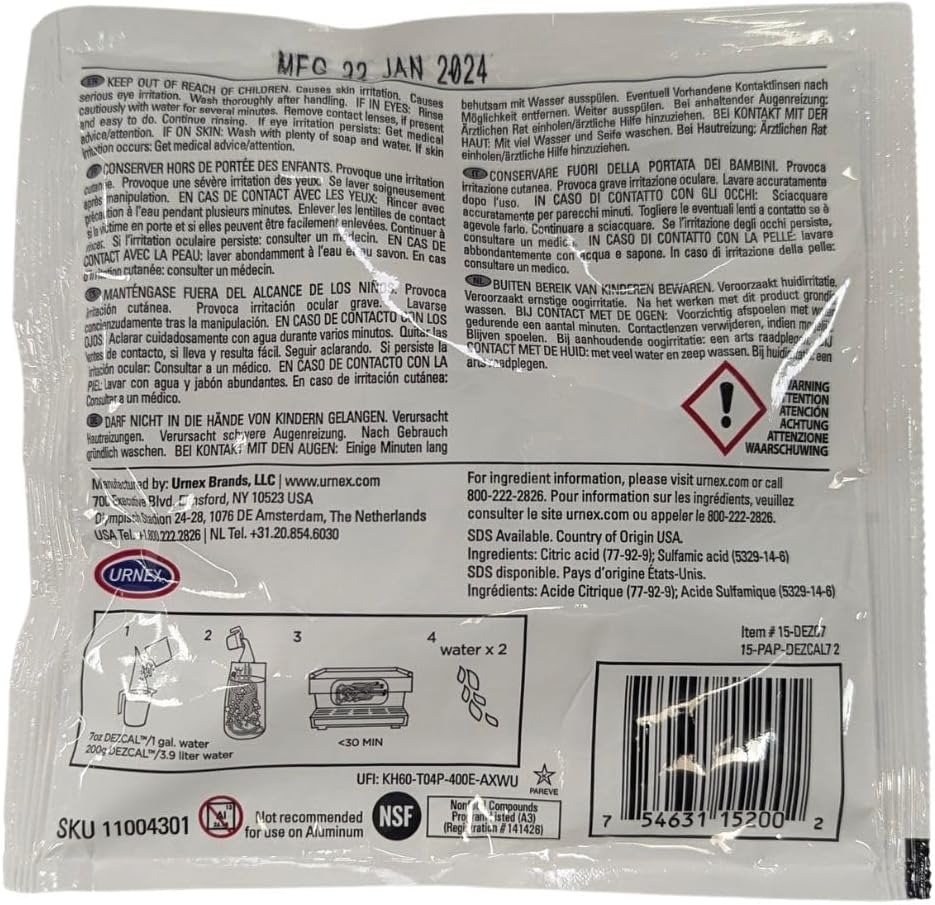 MFG 22 JAN 2024
EN KEEP OUT OF REACH OF CHILDREN. Causes skin irritation. Causes
serious eye irritation. Wash thoroughly after handling. IF IN EYES: Rinse
cautiously with water for several minutes. Remove contact lenses, if present
and easy to do. Continue rinsing. If eye irritation persists: Get medical
advice/attention. IF ON SKIN: Wash with plenty of soap and water. If skin
irritation occurs: Get medical advice/attention.
CONSERVER HORS DE PORTÉE DES ENFANTS. Provoque une irritation
cutanée. Provoque une sévère irritation des yeux. Se laver soigneusement
après manipulation. EN CAS DE CONTACT AVEC LES YEUX: Rincer avec
précaution à l'eau pendant plusieurs minutes. Enlever les lentilles de contact
si la victime en porte et si elles peuvent être facilement enlevées. Continuer à
rincer. Si l'irritation oculaire persiste: consulter un médecin. EN CAS DE
CONTACT AVEC LA PEAU: laver abondamment à l'eau et au savon. En cas
d'irritation cutanée: consulter un médecin.
MANTÉNGASE FUERA DEL ALCANCE DE LOS NIÑOS. Provoca
irritación cutánea. Provoca irritación ocular grave. Lavarse
concienzudamente tras la manipulación. EN CASO DE CONTACTO CON LOS
OJOS: Aclarar cuidadosamente con agua durante varios minutos. Quitar las
lentes de contacto, si lleva y resulta fácil. Seguir aclarando. Si persiste la
irritación ocular: Consultar a un médico. EN CASO DE CONTACTO CON LA
PIEL: Lavar con agua y jabón abundantes. En caso de irritación cutánea:
Consultar a un médico.
DARF NICHT IN DIE HÄNDE VON KINDERN GELANGEN. Verursacht
Hautreizungen. Verursacht schwere Augenreizung. Nach Gebrauch
gründlich waschen. BEI KONTAKT MIT DEN AUGEN: Einige Minuten lang
behutsam mit Wasser ausspülen. Eventuell Vorhandene Kontaktlinsen nach
Möglichkeit entfernen. Weiter ausspülen. Bei anhaltender Augenreizung:
Ärztlichen Rat einholen/ärztliche Hilfe hinzuziehen. BEI KONTAKT MIT DER
HAUT: Mit viel Wasser und Seife waschen. Bei Hautreizung: Ärztlichen Rat
einholen/ärztliche Hilfe hinzuziehen.
IT CONSERVARE FUORI DELLA PORTATA DEI BAMBINI. Provoca
irritazione cutanea. Provoca grave irritazione oculare. Lavare accuratamente
dopo l'uso. IN CASO DI CONTATTO CON GLI OCCHI: Sciacquare
accuratamente per parecchi minuti. Togliere le eventuali lenti a contatto se è
agevole farlo. Continuare a sciacquare. Se l'irritazione degli occhi persiste,
consultare un medico. IN CASO DI CONTATTO CON LA PELLE: lavare
abbondantemente con acqua e sapone. In caso di irritazione della pelle:
consultare un medico.
NL BUITEN BEREIK VAN KINDEREN BEWAREN. Veroorzaakt huidirritatie.
Veroorzaakt ernstige oogirritatie. Na het werken met dit product grondig
wassen. BIJ CONTACT MET DE OGEN: Voorzichtig afspoelen met water
gedurende een aantal minuten. Contactlenzen verwijderen, indien mogelijk.
Blijven spoelen. Bij aanhoudende oogirritatie: een arts raadplegen. BIJ
CONTACT MET DE HUID: met veel water en zeep wassen. Bij huidirritatie: een
arts raadplegen.
WARNING
ATTENTION
ATENCIÓN
ACHTUNG
ATTENZIONE
WAARSCHUWING
Manufactured by: Urnex Brands, LLC | www.urnex.com
700 Executive Blvd, Elmsford, NY 10523 USA
Olympisch Stadion 24-28, 1076 DE Amsterdam, The Netherlands
USA Tel. +1.800.222.2826 | NL Tel. +31.20.854.6030
URNEX
For ingredient information, please visit urnex.com or call
800-222-2826. Pour information sur les ingrédients, veuillez
consulter le site urnex.com ou appeler le 800-222-2826.
SDS Available. Country of Origin USA.
Ingredients: Citric acid (77-92-9); Sulfamic acid (5329-14-6)
SDS disponible. Pays d'origine États-Unis.
Ingrédients: Acide Citrique (77-92-9); Acide Sulfamique (5329-14-6)
1 2 3 4
water x 2
7oz DEZCAL™/1 gal. water
200g DEZCAL™/3.9 liter water
<30 MIN
Item # 15-DEZC7
15-PAP-DEZCAL7 2
UFI: KH60-T04P-400E-AXWU
PAREVE
SKU 11004301
13
Al
Not recommended
for use on Aluminum
NSF
Nonfood Compounds
Program Listed (A3)
(Registration #141426)
7 54631 15200 2